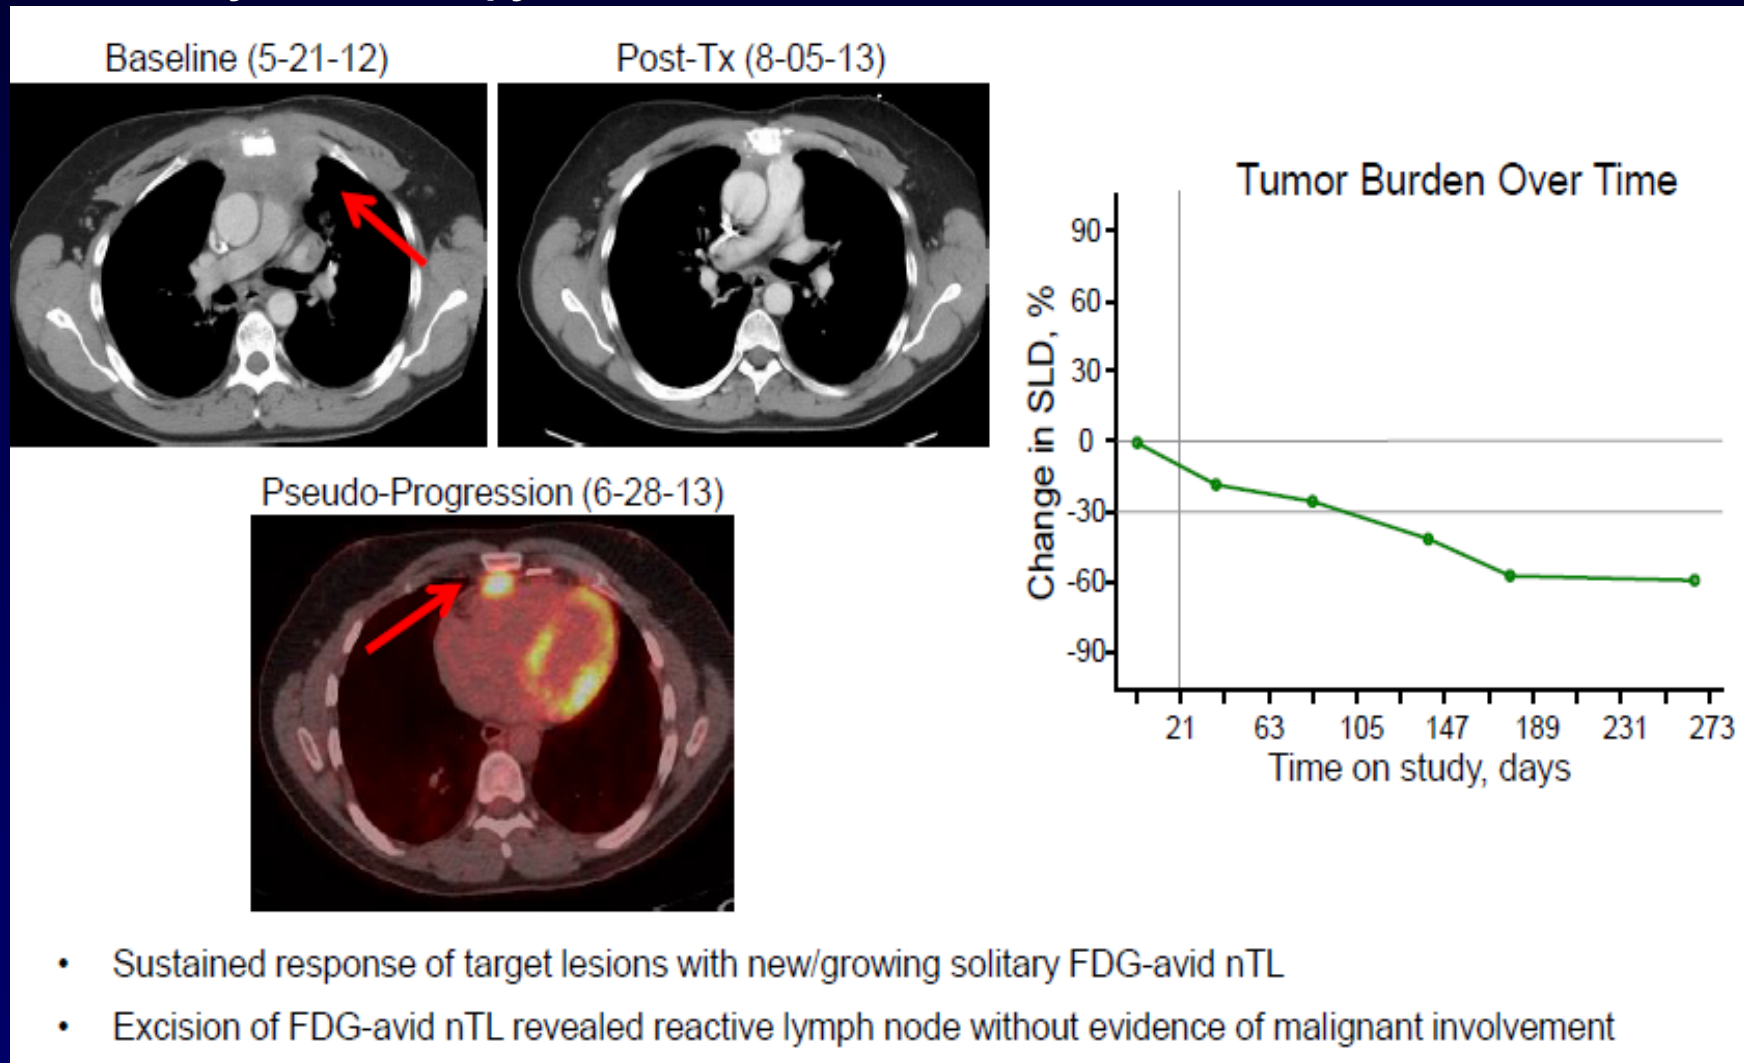 Baseline (5-21-12)
Post-Tx (8-05-13)
Pseudo-Progression (6-28-13)
Tumor Burden Over Time
Change in SLD, %
90
60
30
0
-30
-60
-90
21 63 105 147 189 231 273
Time on study, days
• Sustained response of target lesions with new/growing solitary FDG-avid nTL
• Excision of FDG-avid nTL revealed reactive lymph node without evidence of malignant involvement